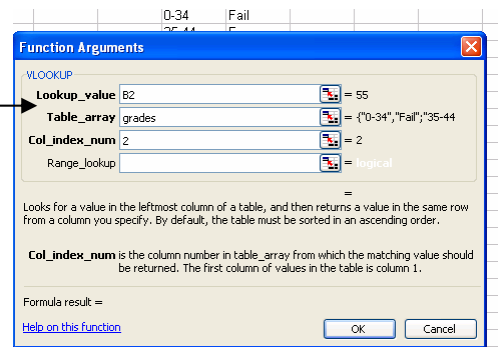 0-34 Fail
Function Arguments
VLOOKUP
Lookup_value B2 = 55
Table_array grades = {"0-34","Fail";"35-44
Col_index_num 2 = 2
Range_lookup = logical
=
Looks for a value in the leftmost column of a table, and then returns a value in the same row
from a column you specify. By default, the table must be sorted in an ascending order.
Col_index_num is the column number in table_array from which the matching value should
be returned. The first column of values in the table is column 1.
Formula result =
Help on this function OK Cancel